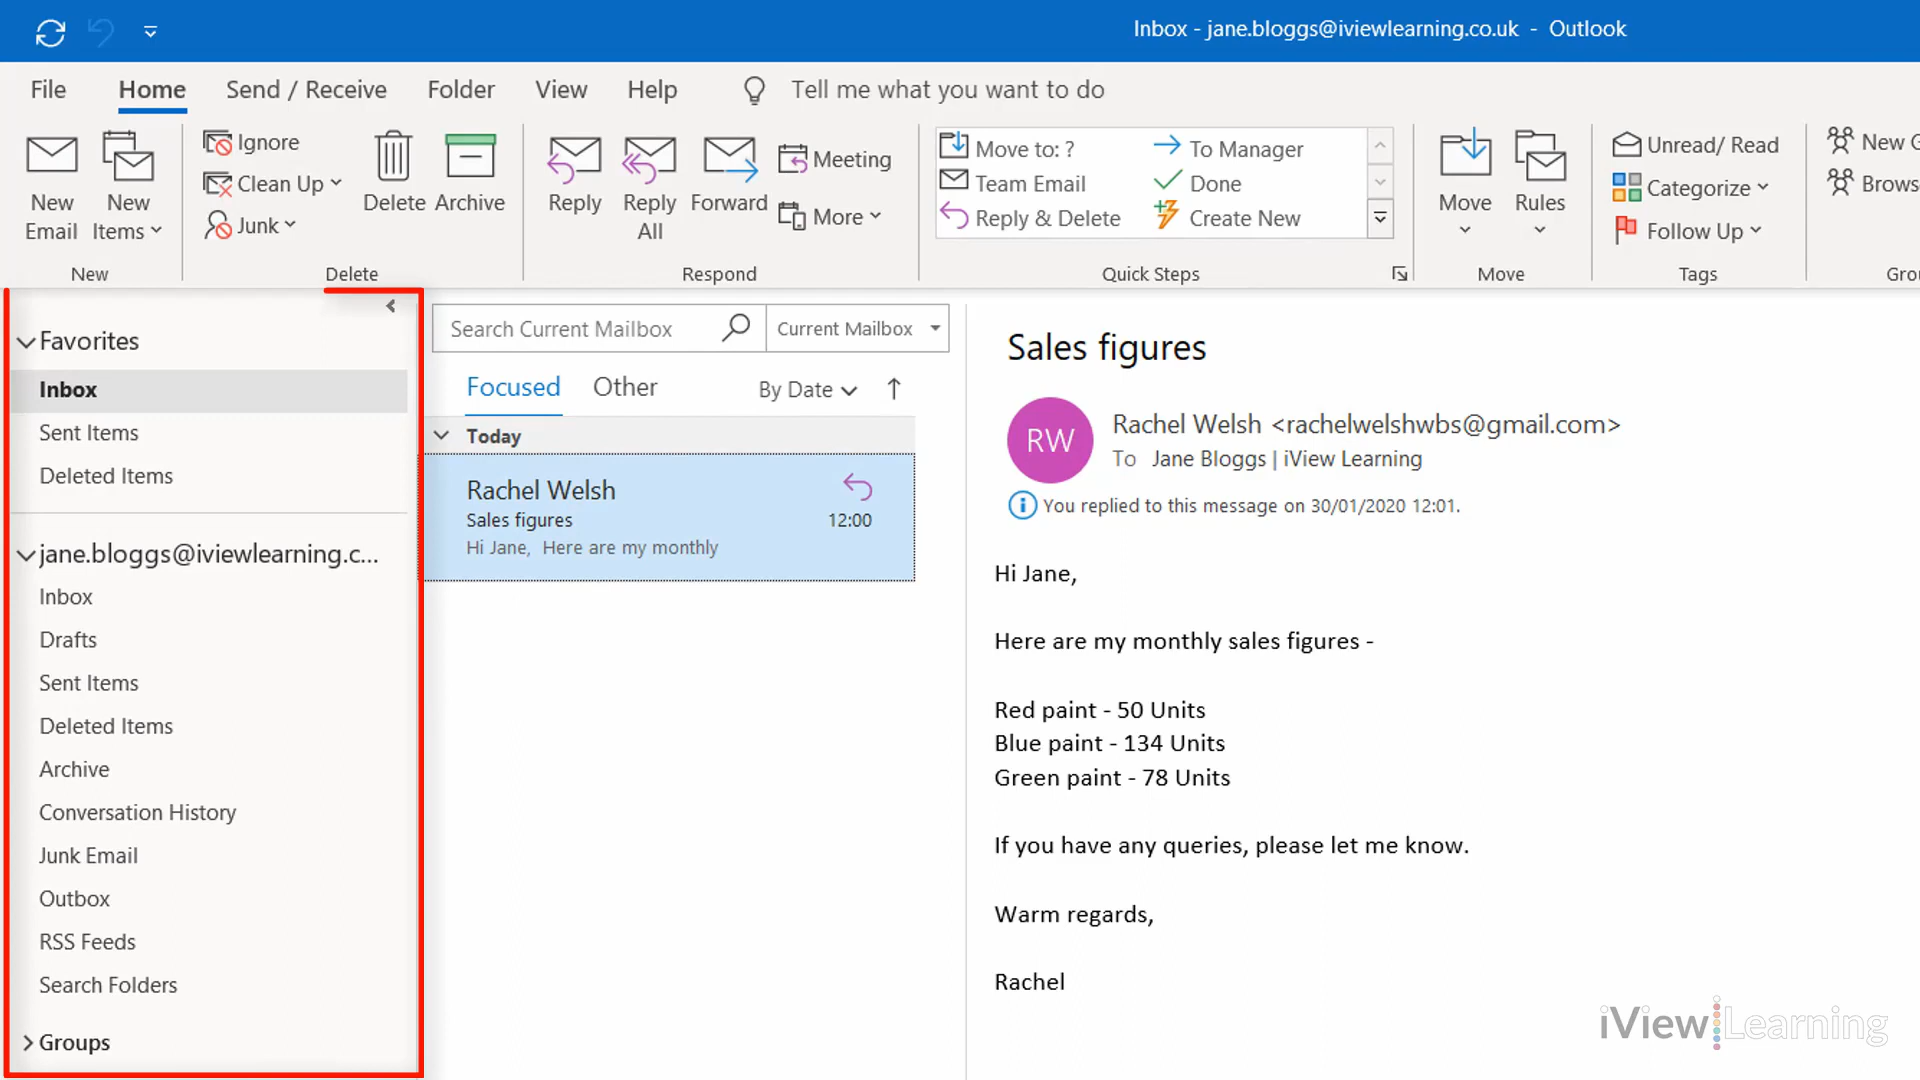 Inbox - jane.bloggs@iviewlearning.co.uk - Outlook
File Home Send / Receive Folder View Help Tell me what you want to do
New Email
New Items
New
Ignore
Clean Up
Junk
Delete
Archive
Delete
Reply
Reply All
Forward
Meeting
More
Respond
Move to: ?
Team Email
Reply & Delete
To Manager
Done
Create New
Quick Steps
Move
Rules
Move
Unread/ Read
Categorize
Follow Up
Tags
New G
Brows
Grou
Favorites
Inbox
Sent Items
Deleted Items
jane.bloggs@iviewlearning.c...
Inbox
Drafts
Sent Items
Deleted Items
Archive
Conversation History
Junk Email
Outbox
RSS Feeds
Search Folders
Groups
Search Current Mailbox Current Mailbox
Focused Other By Date
Today
Rachel Welsh
Sales figures 12:00
Hi Jane, Here are my monthly
Sales figures
RW
Rachel Welsh <rachelwelshwbs@gmail.com>
To Jane Bloggs | iView Learning
You replied to this message on 30/01/2020 12:01.
Hi Jane,
Here are my monthly sales figures -
Red paint - 50 Units
Blue paint - 134 Units
Green paint - 78 Units
If you have any queries, please let me know.
Warm regards,
Rachel
iView Learning